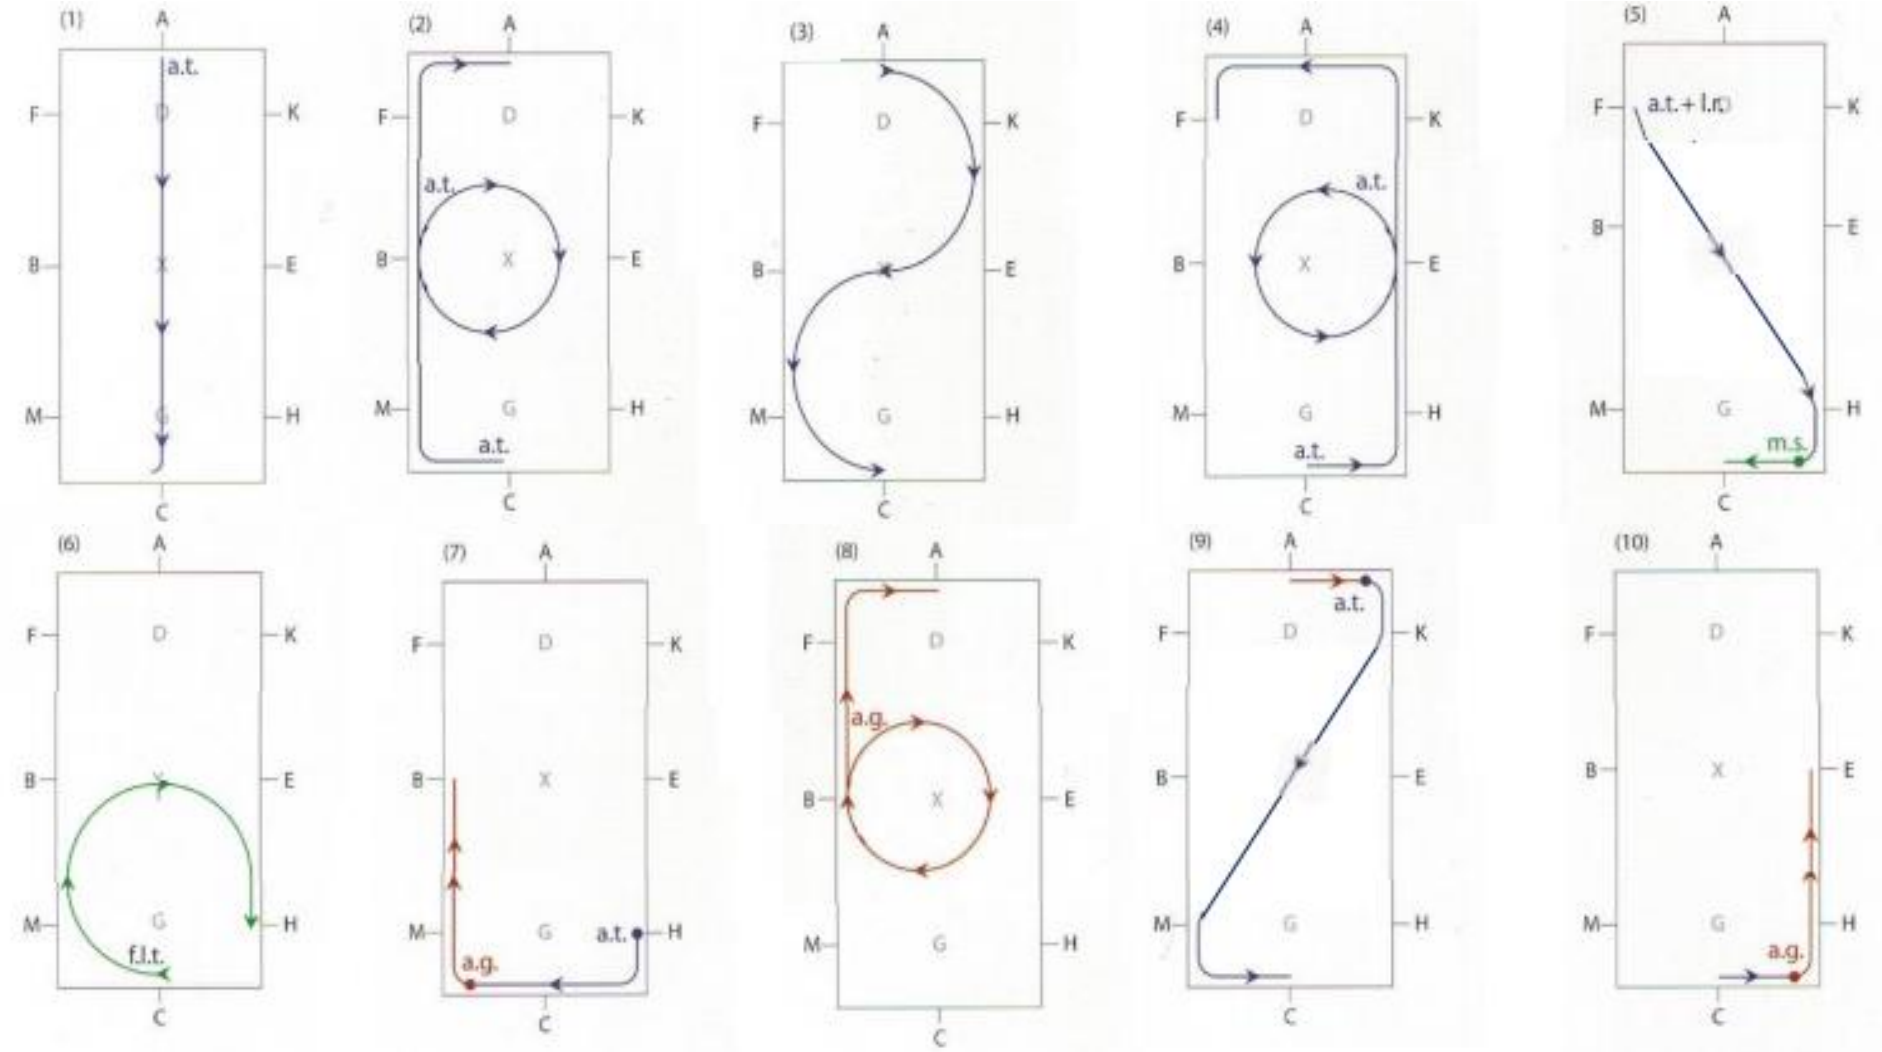 (1) A
a.t.
F D K
B X E
M G H
C
(2) A
F D K
a.t.
B X E
M G H
a.t.
C
(3) A
F D K
B X E
M G H
C
(4) A
F D K
a.t.
B X E
M G H
a.t.
C
(5) A
F a.t. + l.r. D K
B E
M G H
m.s.
C
(6) A
F D K
B X E
M G H
f.l.t.
C
(7) A
F D K
B X E
M G a.t. H
a.g.
C
(8) A
F D K
a.g.
B X E
M G H
C
(9) A
a.t.
F D K
B E
M G H
C
(10) A
F D K
B X E
M G H
a.g.
C